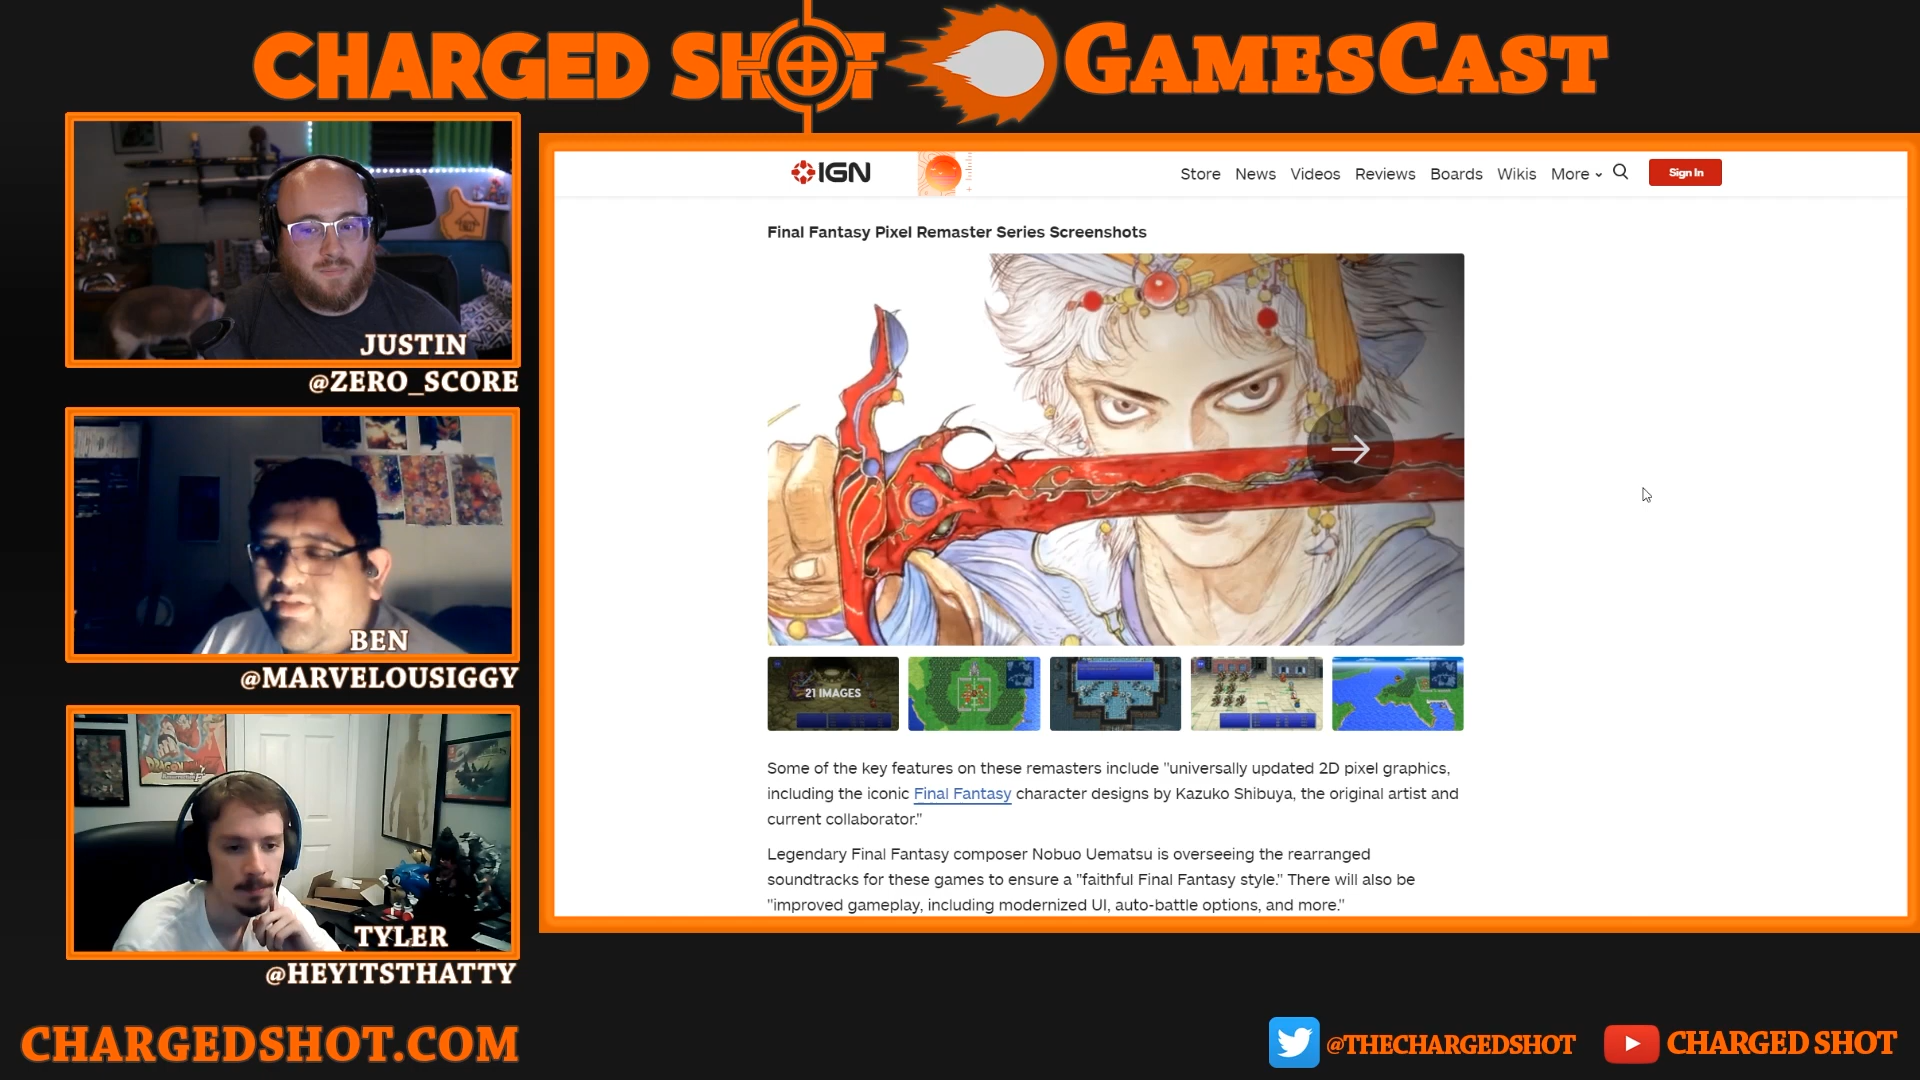 CHARGED SHOT GAMESCAST
JUSTIN
@ZERO_SCORE
BEN
@MARVELOUSIGGY
TYLER
@HEYITSTHATTY
IGN
Store News Videos Reviews Boards Wikis More
Sign In
Final Fantasy Pixel Remaster Series Screenshots
21 IMAGES
Some of the key features on these remasters include "universally updated 2D pixel graphics,
including the iconic Final Fantasy character designs by Kazuko Shibuya, the original artist and
current collaborator."
Legendary Final Fantasy composer Nobuo Uematsu is overseeing the rearranged
soundtracks for these games to ensure a "faithful Final Fantasy style." There will also be
"improved gameplay, including modernized UI, auto-battle options, and more."
CHARGEDSHOT.COM
@THECHARGEDSHOT
CHARGED SHOT